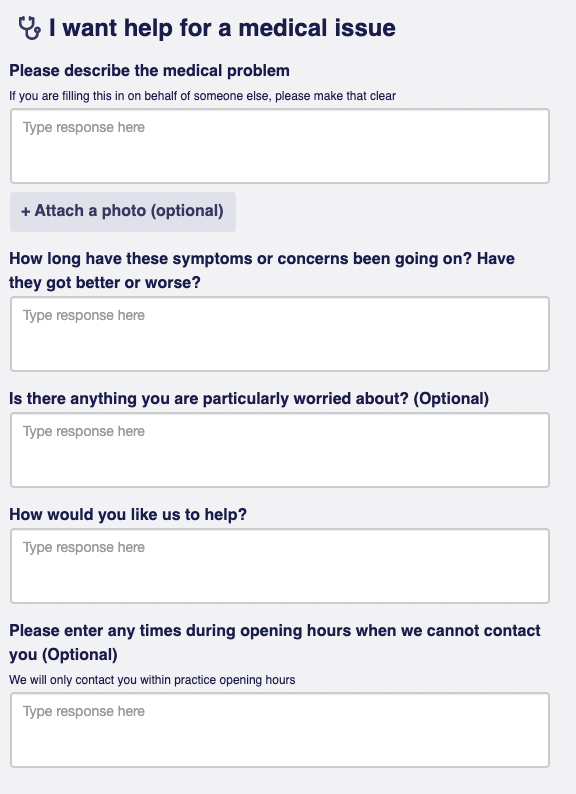 I want help for a medical issue
Please describe the medical problem
If you are filling this in on behalf of someone else, please make that clear
Type response here
+ Attach a photo (optional)
How long have these symptoms or concerns been going on? Have
they got better or worse?
Type response here
Is there anything you are particularly worried about? (Optional)
Type response here
How would you like us to help?
Type response here
Please enter any times during opening hours when we cannot contact
you (Optional)
We will only contact you within practice opening hours
Type response here